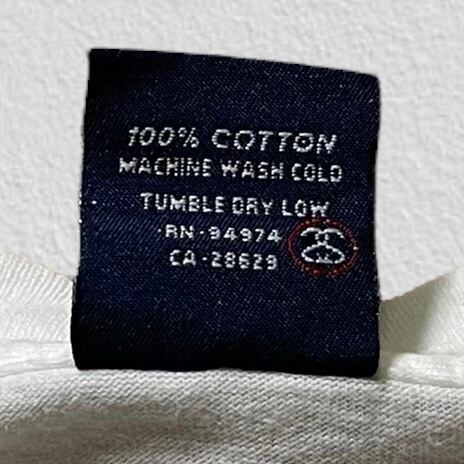 100% COTTON
MACHINE WASH COLD
TUMBLE DRY LOW
RN-94974
CA-28629